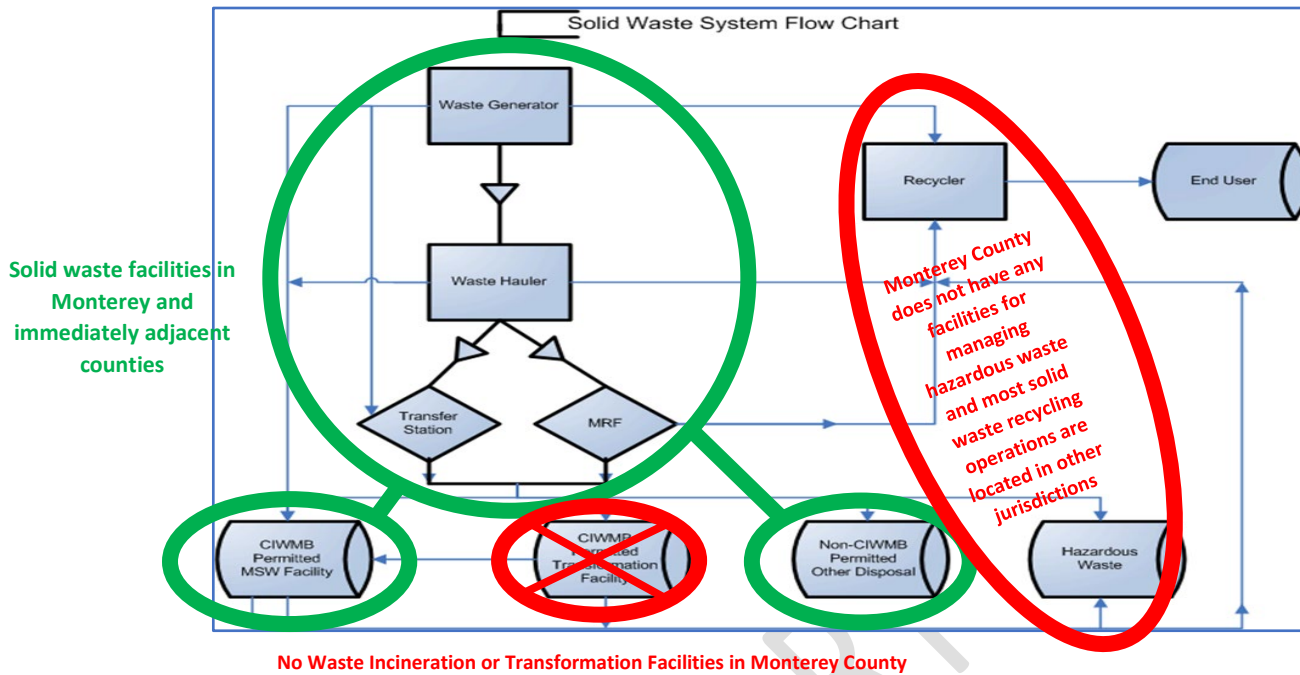 Solid Waste System Flow Chart
Waste Generator
Recycler
End User
Solid waste facilities in
Monterey and
immediately adjacent
counties
Waste Hauler
Monterey County
does not have any
facilities for
managing
hazardous waste
and most solid
waste recycling
operations are
located in other
jurisdictions
Transfer
Station
MRF
CIWMB
Permitted
MSW Facility
CIWMB
Permitted
Transformation
Facility
Non-CIWMB
Permitted
Other Disposal
Hazardous
Waste
No Waste Incineration or Transformation Facilities in Monterey County